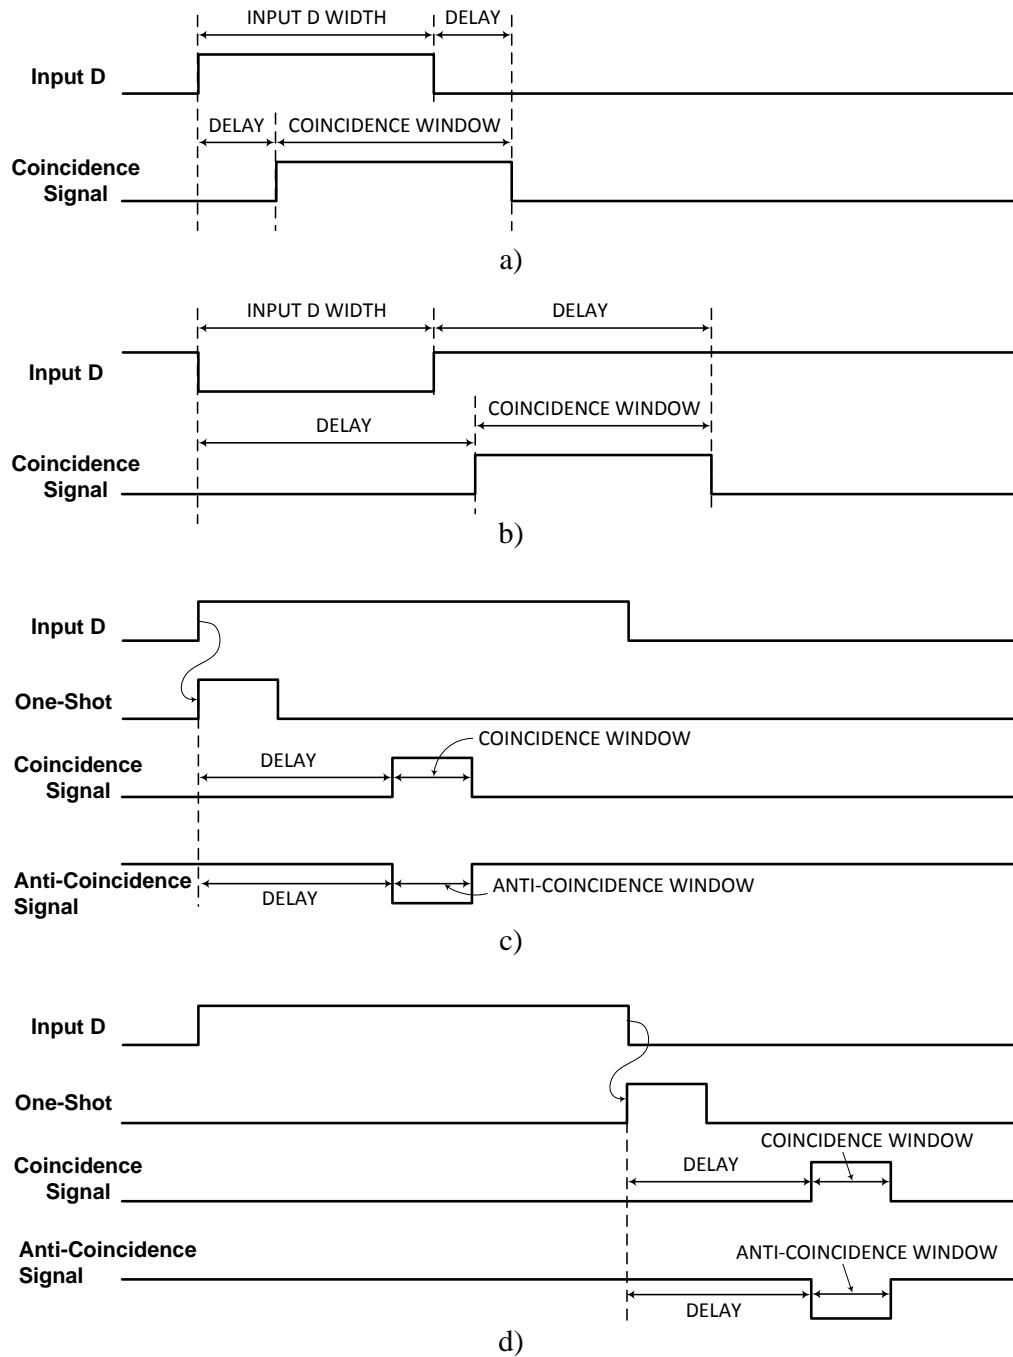 INPUT D WIDTH
DELAY
Input D
DELAY
COINCIDENCE WINDOW
Coincidence
Signal
a)
INPUT D WIDTH
DELAY
Input D
COINCIDENCE WINDOW
DELAY
Coincidence
Signal
b)
Input D
One-Shot
COINCIDENCE WINDOW
Coincidence
Signal
DELAY
Anti-Coincidence
Signal
DELAY
ANTI-COINCIDENCE WINDOW
c)
Input D
One-Shot
COINCIDENCE WINDOW
Coincidence
Signal
DELAY
Anti-Coincidence
Signal
ANTI-COINCIDENCE WINDOW
DELAY
d)